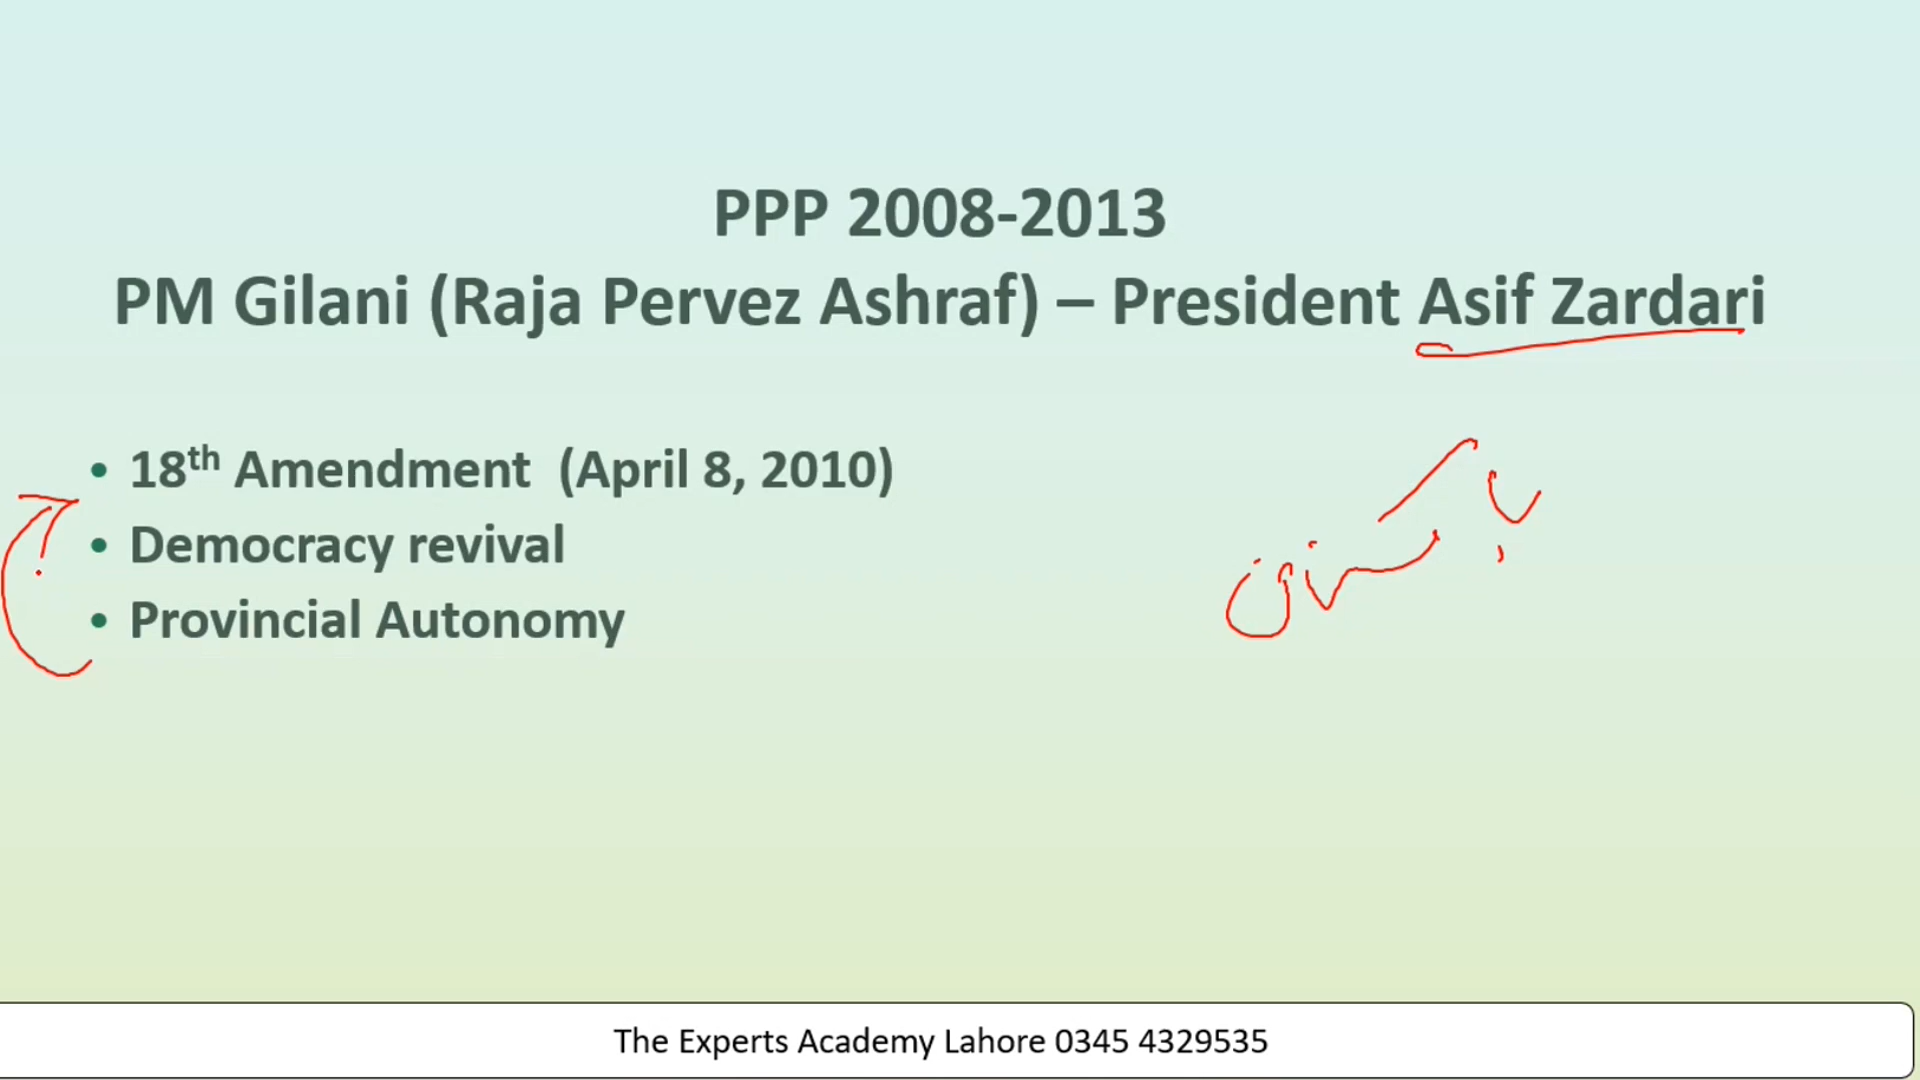 PPP 2008-2013
PM Gilani (Raja Pervez Ashraf) – President Asif Zardari
• 18th Amendment (April 8, 2010)
• Democracy revival
• Provincial Autonomy
The Experts Academy Lahore 0345 4329535